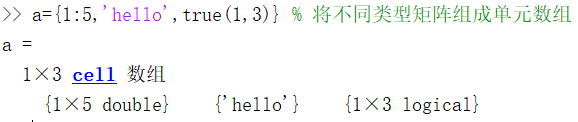 >> a={1:5,'hello',true(1,3)} % 将不同类型矩阵组成单元数组
a =
1×3 cell 数组
{1×5 double} {'hello'} {1×3 logical}